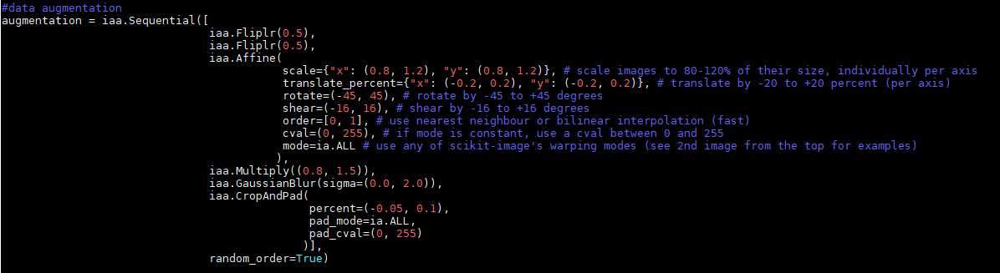 #data augmentation
augmentation = iaa.Sequential([
iaa.Fliplr(0.5),
iaa.Fliplr(0.5),
iaa.Affine(
scale={"x": (0.8, 1.2), "y": (0.8, 1.2)}, # scale images to 80-120% of their size, individually per axis
translate_percent={"x": (-0.2, 0.2), "y": (-0.2, 0.2)}, # translate by -20 to +20 percent (per axis)
rotate=(-45, 45), # rotate by -45 to +45 degrees
shear=(-16, 16), # shear by -16 to +16 degrees
order=[0, 1], # use nearest neighbour or bilinear interpolation (fast)
cval=(0, 255), # if mode is constant, use a cval between 0 and 255
mode=ia.ALL # use any of scikit-image's warping modes (see 2nd image from the top for examples)
),
iaa.Multiply((0.8, 1.5)),
iaa.GaussianBlur(sigma=(0.0, 2.0)),
iaa.CropAndPad(
percent=(-0.05, 0.1),
pad_mode=ia.ALL,
pad_cval=(0, 255)
)],
random_order=True)